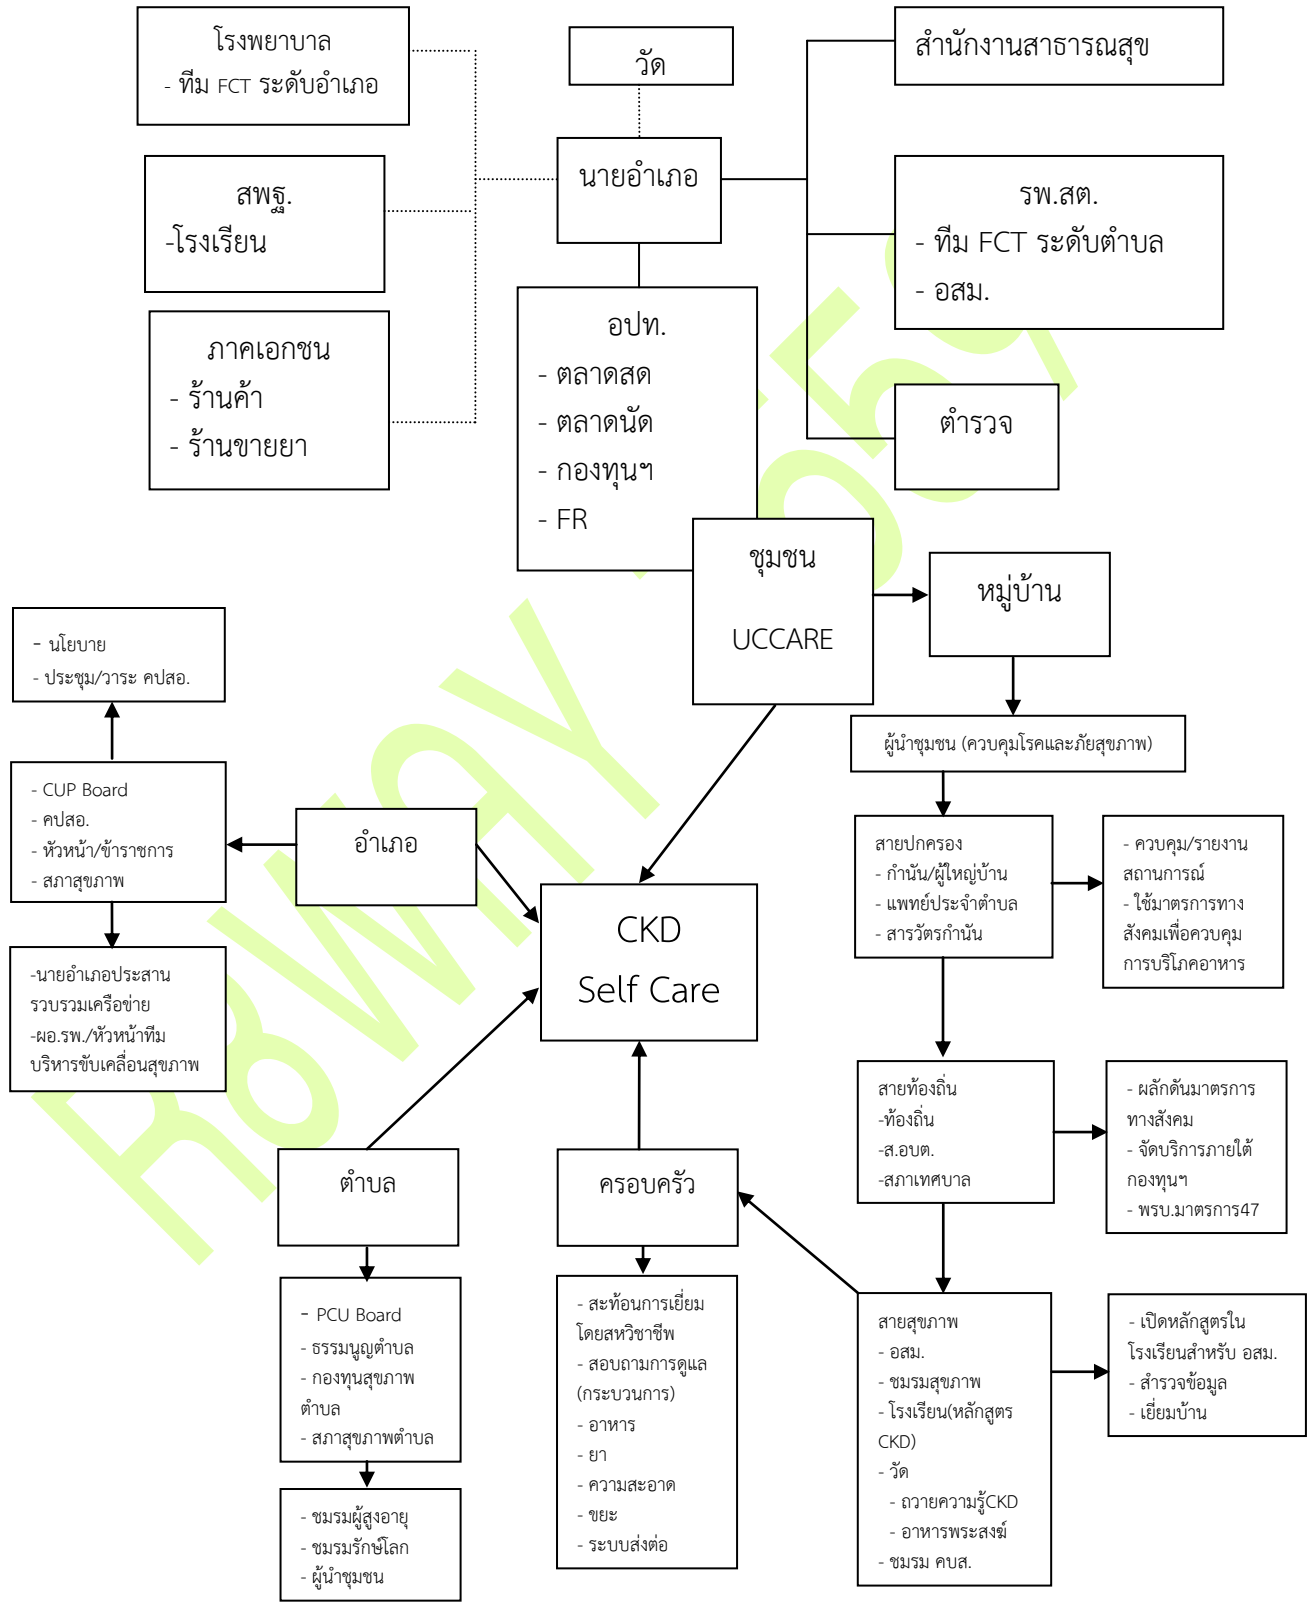 โรงพยาบาล
- ทีม FCT ระดับอำเภอ
วัด
สำนักงานสาธารณสุข
นายอำเภอ
สพฐ.
-โรงเรียน
รพ.สต.
- ทีม FCT ระดับตำบล
- อสม.
ภาคเอกชน
- ร้านค้า
- ร้านขายยา
อปท.
- ตลาดสด
- ตลาดนัด
- กองทุนฯ
- FR
ตำรวจ
ชุมชน
UCCARE
หมู่บ้าน
- นโยบาย
- ประชุม/วาระ คปสอ.
ผู้นำชุมชน (ควบคุมโรคและภัยสุขภาพ)
- CUP Board
- คปสอ.
- หัวหน้า/ข้าราชการ
- สภาสุขภาพ
อำเภอ
สายปกครอง
- กำนัน/ผู้ใหญ่บ้าน
- แพทย์ประจำตำบล
- สารวัตรกำนัน
- ควบคุม/รายงาน
สถานการณ์
- ใช้มาตรการทาง
สังคมเพื่อควบคุม
การบริโภคอาหาร
CKD
Self Care
-นายอำเภอประสาน
รวบรวมเครือข่าย
-ผอ.รพ./หัวหน้าทีม
บริหารขับเคลื่อนสุขภาพ
สายท้องถิ่น
-ท้องถิ่น
-ส.อบต.
-สภาเทศบาล
- ผลักดันมาตรการ
ทางสังคม
- จัดบริการภายใต้
กองทุนฯ
- พรบ.มาตรการ47
ตำบล
ครอบครัว
- PCU Board
- ธรรมนูญตำบล
- กองทุนสุขภาพ
ตำบล
- สภาสุขภาพตำบล
- สะท้อนการเยี่ยม
โดยสหวิชาชีพ
- สอบถามการดูแล
(กระบวนการ)
- อาหาร
- ยา
- ความสะอาด
- ขยะ
- ระบบส่งต่อ
สายสุขภาพ
- อสม.
- ชมรมสุขภาพ
- โรงเรียน(หลักสูตร
CKD)
- วัด
- ถวายความรู้CKD
- อาหารพระสงฆ์
- ชมรม คบส.
- เปิดหลักสูตรใน
โรงเรียนสำหรับ อสม.
- สำรวจข้อมูล
- เยี่ยมบ้าน
- ชมรมผู้สูงอายุ
- ชมรมรักษ์โลก
- ผู้นำชุมชน